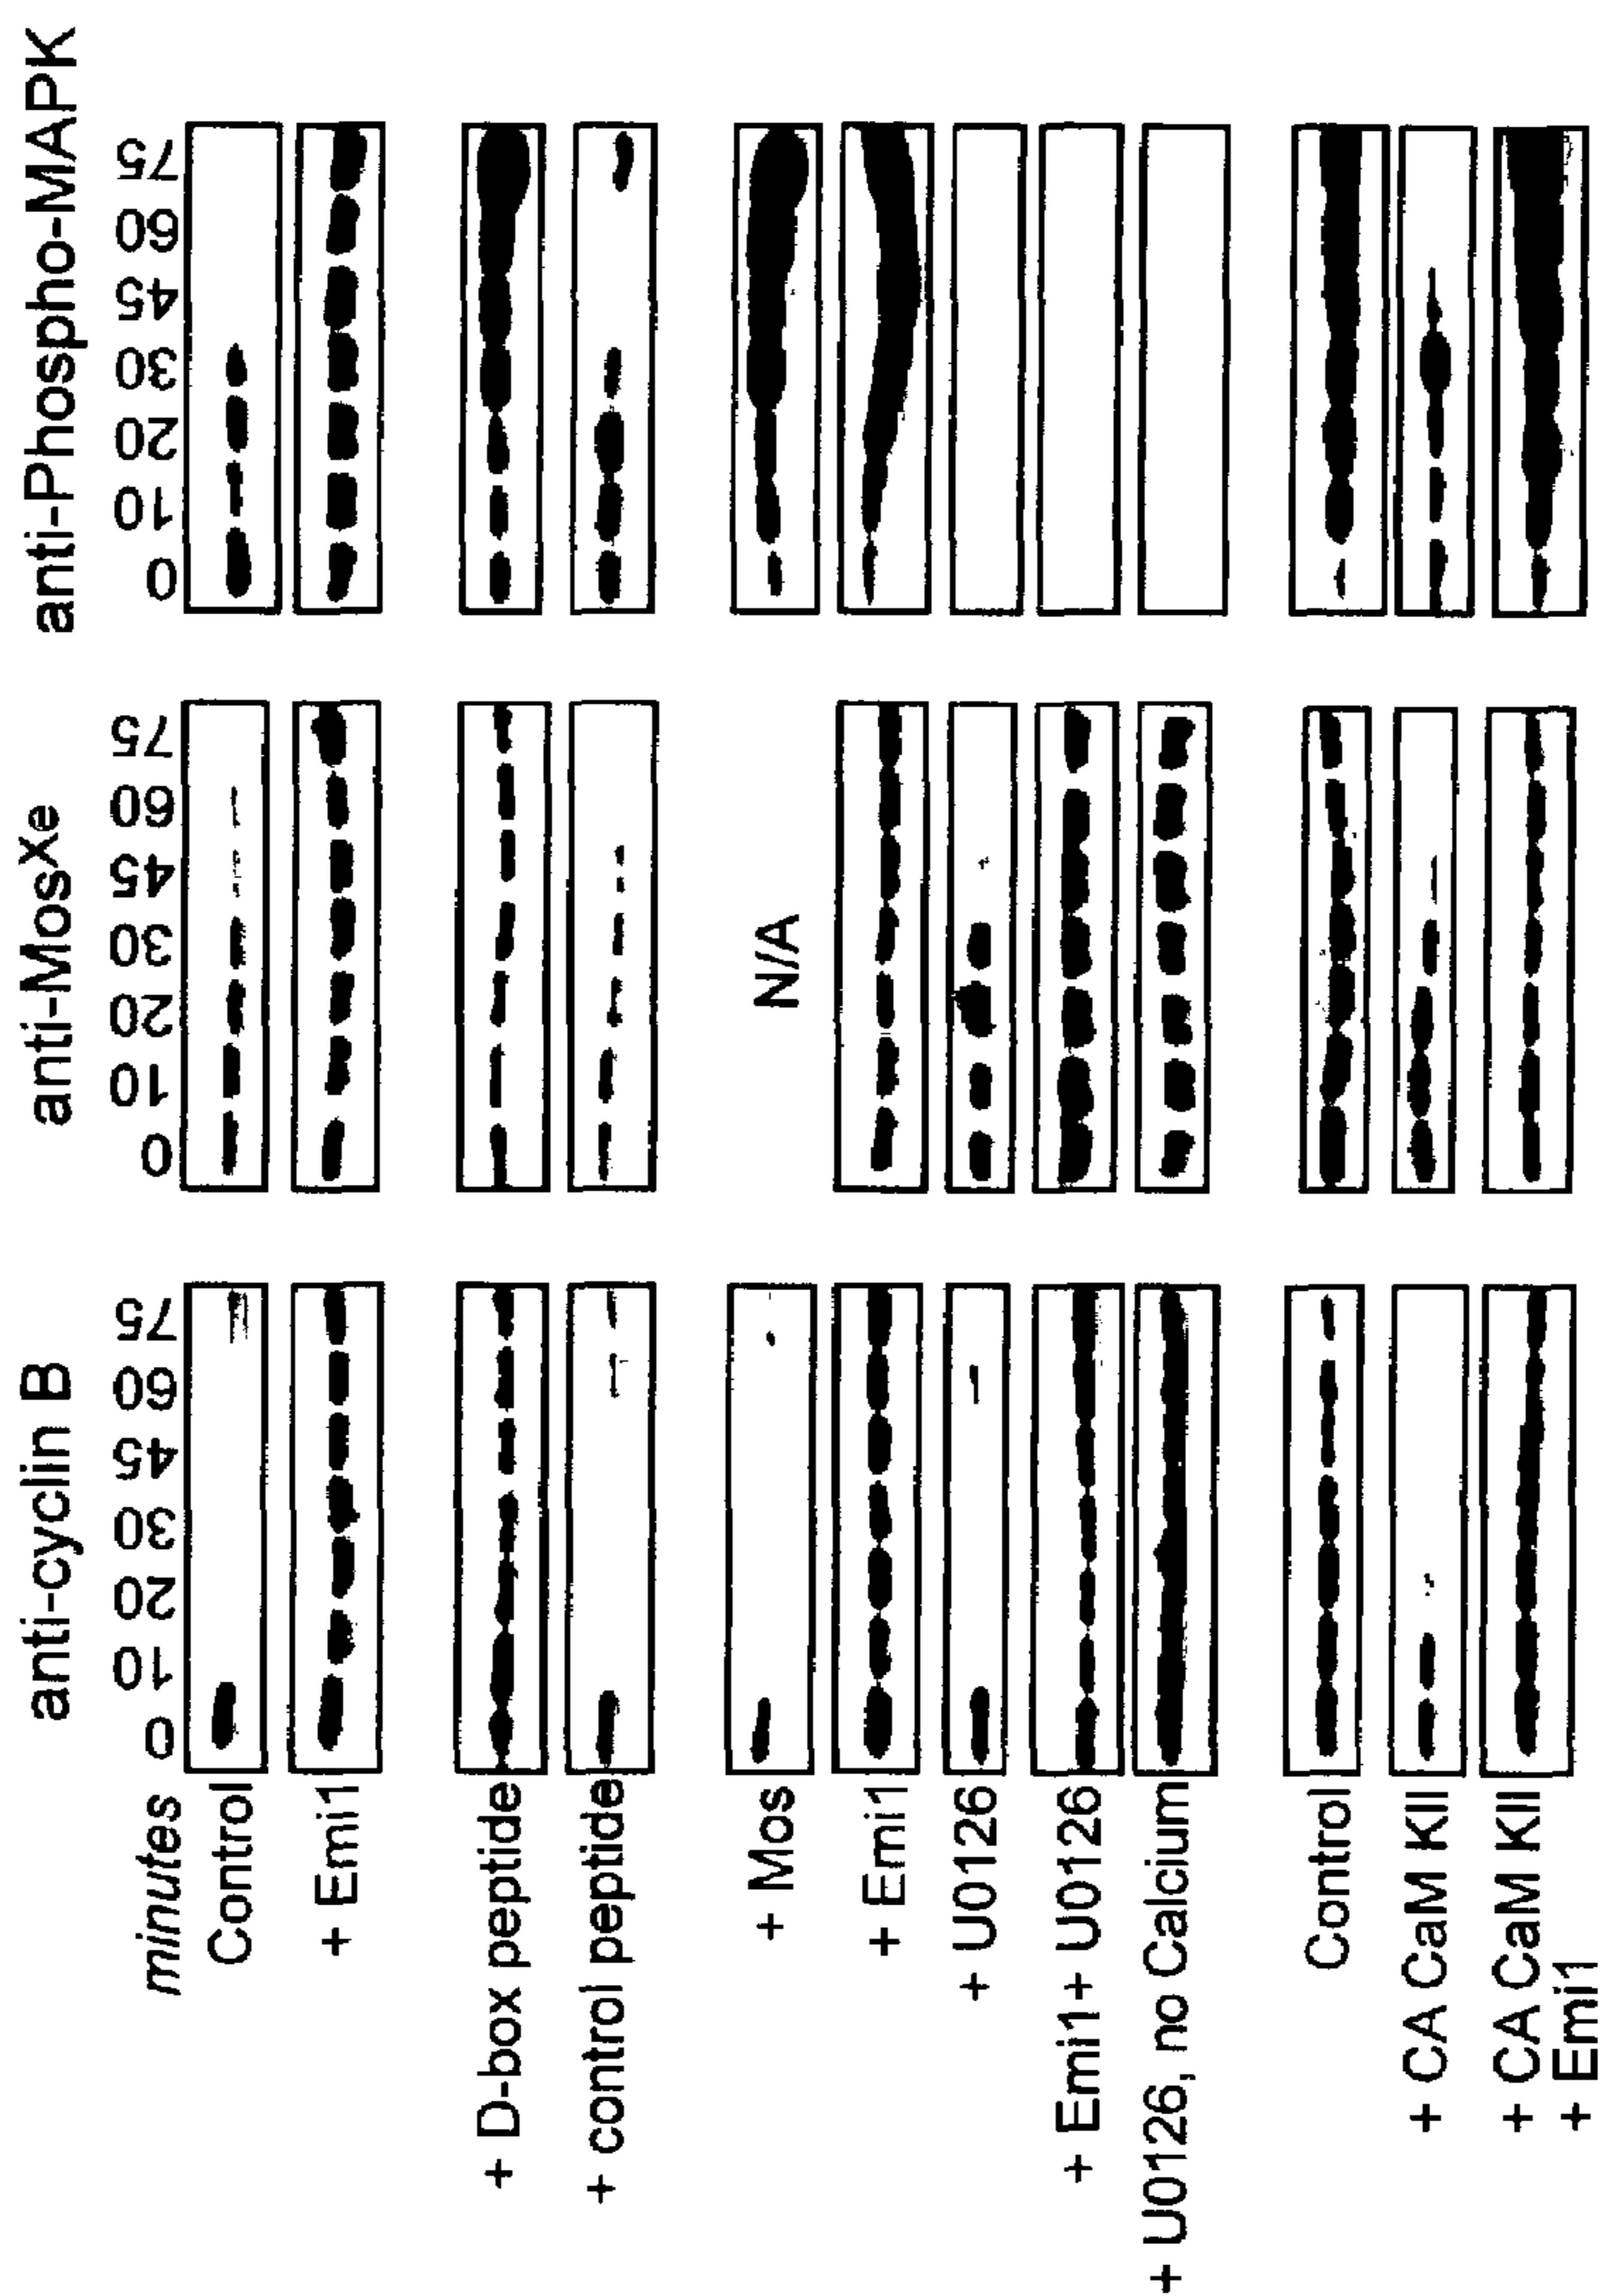 anti-cyclin B anti-Mosˣᵉ anti-Phospho-MAPK
minutes 0 10 20 30 45 60 75 0 10 20 30 45 60 75 0 10 20 30 45 60 75
Control
+ Emi1
+ D-box peptide
+ control peptide
+ Mos N/A
+ Emi1
+ U0126
+ Emi1+ U0126
+ U0126, no Calcium
Control
+ CA CaM KII
+ CA CaM KII
+ Emi1